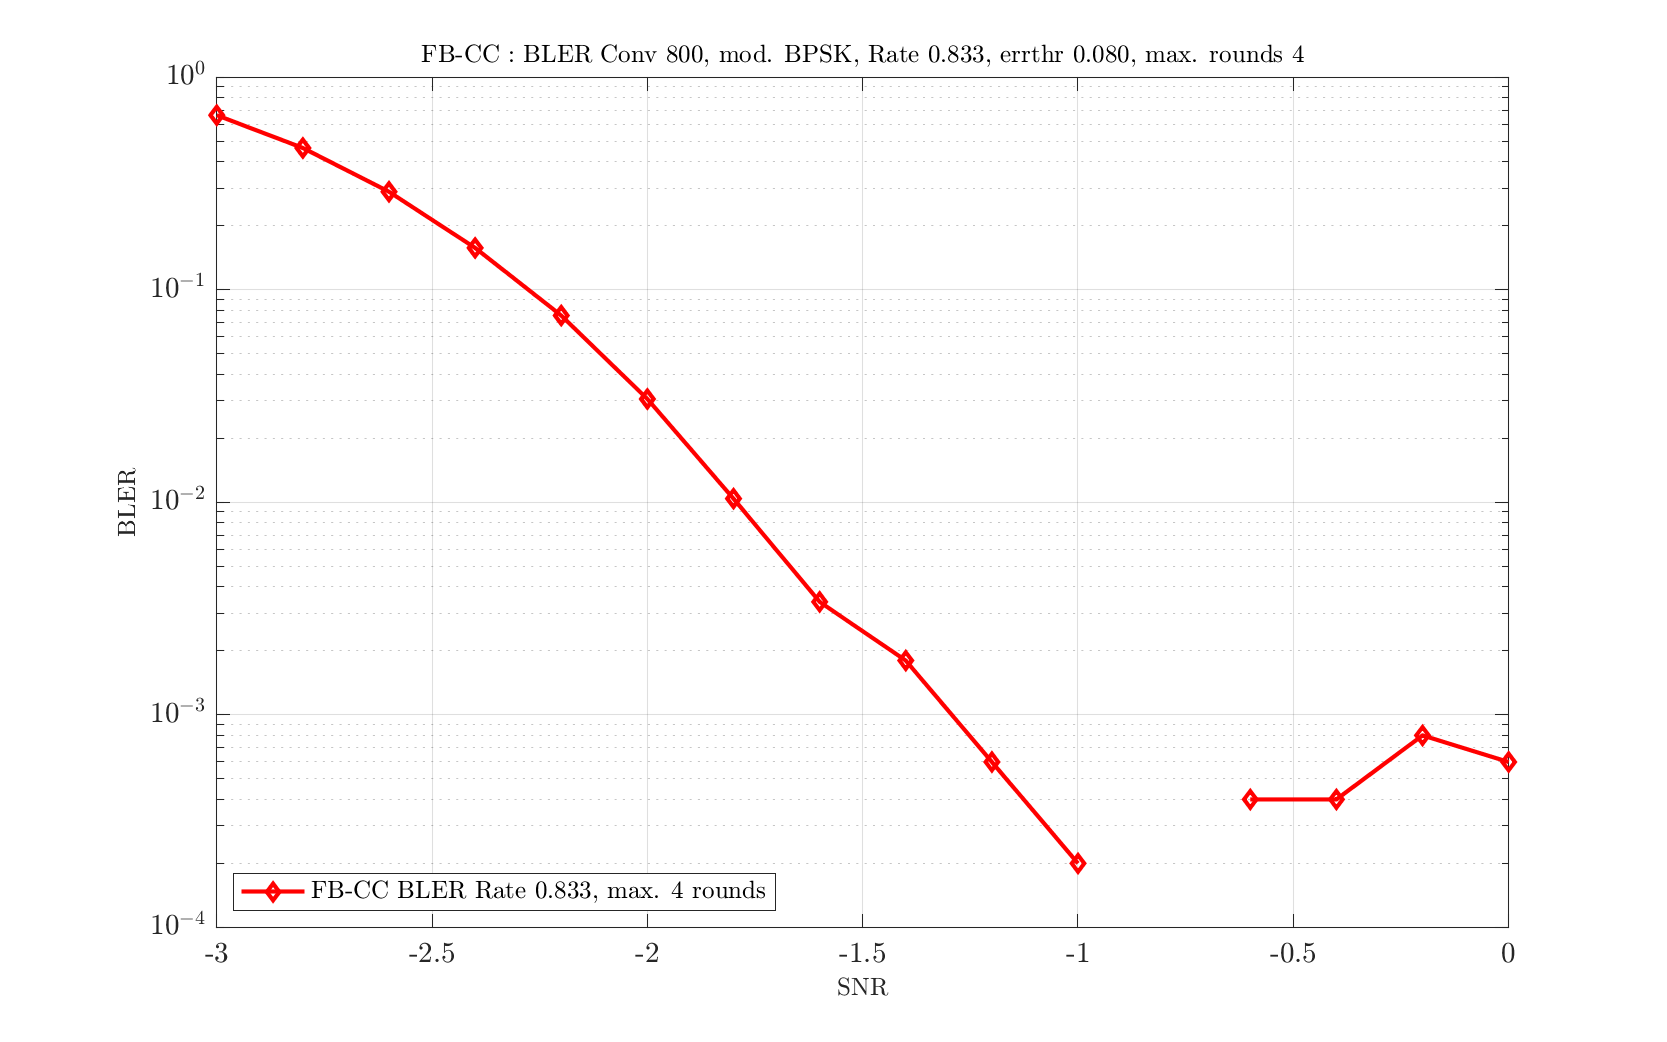 FB-CC : BLER Conv 800, mod. BPSK, Rate 0.833, errthr 0.080, max. rounds 4
10^0
10^-1
10^-2
10^-3
10^-4
BLER
FB-CC BLER Rate 0.833, max. 4 rounds
-3 -2.5 -2 -1.5 -1 -0.5 0
SNR